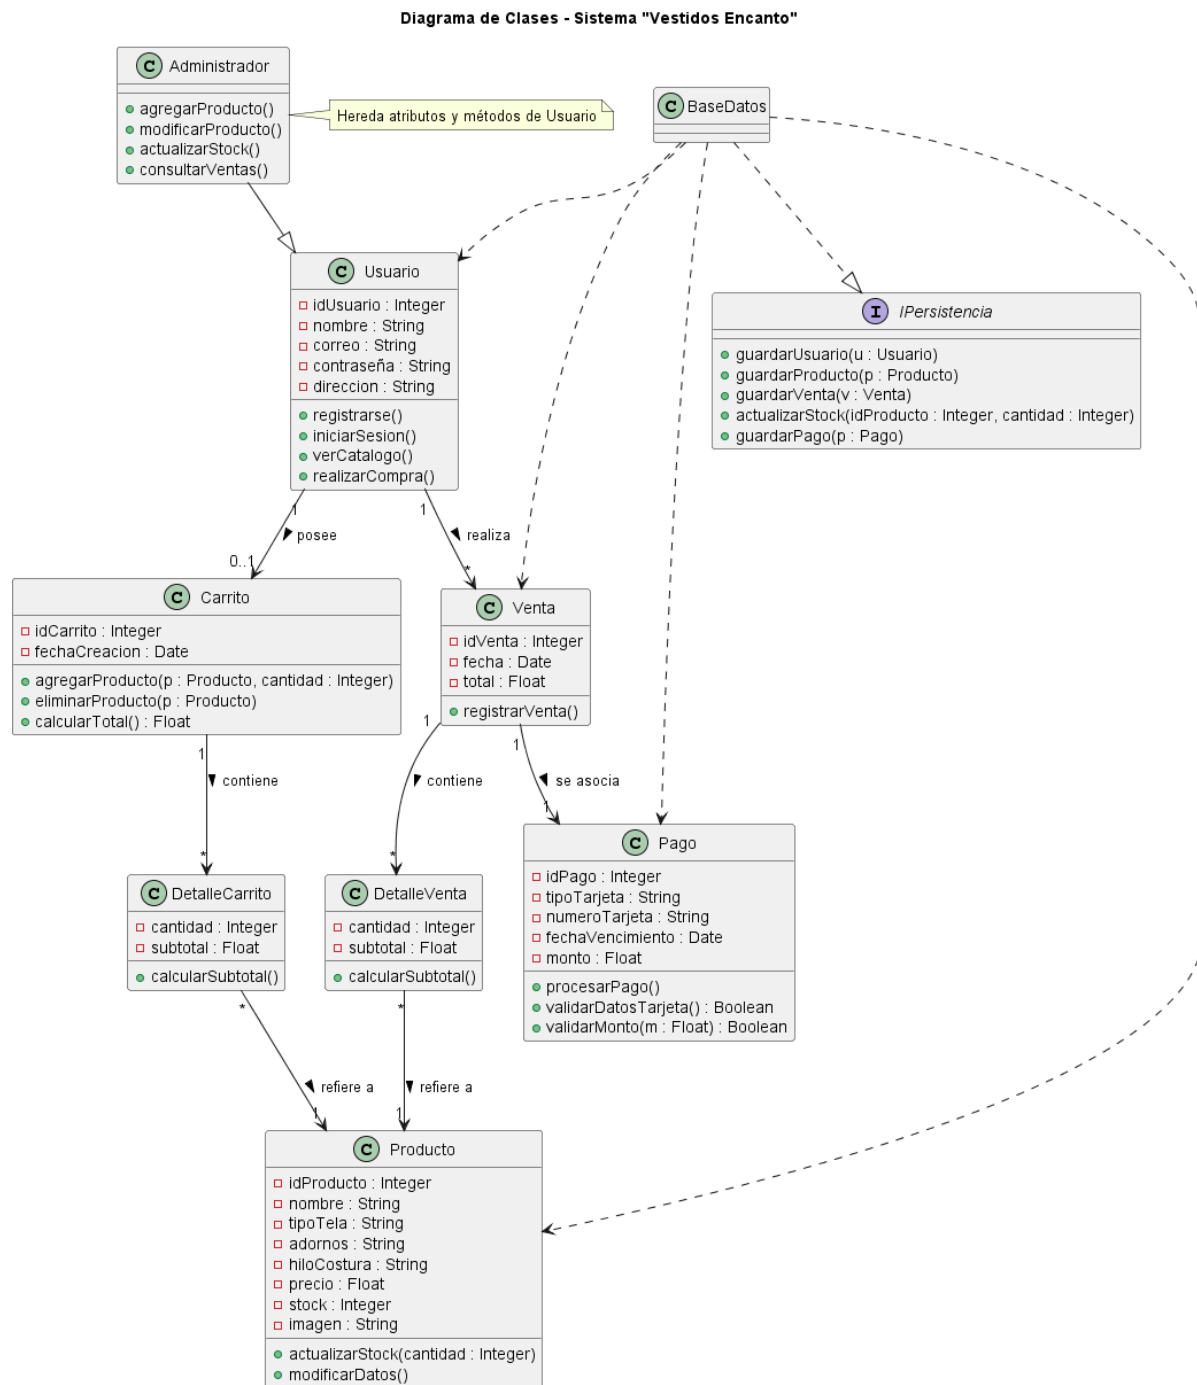 Diagrama de Clases - Sistema "Vestidos Encanto"
C Administrador
agregarProducto()
modificarProducto()
actualizarStock()
consultarVentas()
Hereda atributos y métodos de Usuario
C BaseDatos
C Usuario
idUsuario : Integer
nombre : String
correo : String
contraseña : String
direccion : String
registrarse()
iniciarSesion()
verCatalogo()
realizarCompra()
I IPersistencia
guardarUsuario(u : Usuario)
guardarProducto(p : Producto)
guardarVenta(v : Venta)
actualizarStock(idProducto : Integer, cantidad : Integer)
guardarPago(p : Pago)
1
posee
0..1
1
realiza
*
C Carrito
idCarrito : Integer
fechaCreacion : Date
agregarProducto(p : Producto, cantidad : Integer)
eliminarProducto(p : Producto)
calcularTotal() : Float
C Venta
idVenta : Integer
fecha : Date
total : Float
registrarVenta()
1
contiene
*
1
contiene
*
1
se asocia
1
C DetalleCarrito
cantidad : Integer
subtotal : Float
calcularSubtotal()
C DetalleVenta
cantidad : Integer
subtotal : Float
calcularSubtotal()
C Pago
idPago : Integer
tipoTarjeta : String
numeroTarjeta : String
fechaVencimiento : Date
monto : Float
procesarPago()
validarDatosTarjeta() : Boolean
validarMonto(m : Float) : Boolean
*
refiere a
1
*
refiere a
1
C Producto
idProducto : Integer
nombre : String
tipoTela : String
adornos : String
hiloCostura : String
precio : Float
stock : Integer
imagen : String
actualizarStock(cantidad : Integer)
modificarDatos()